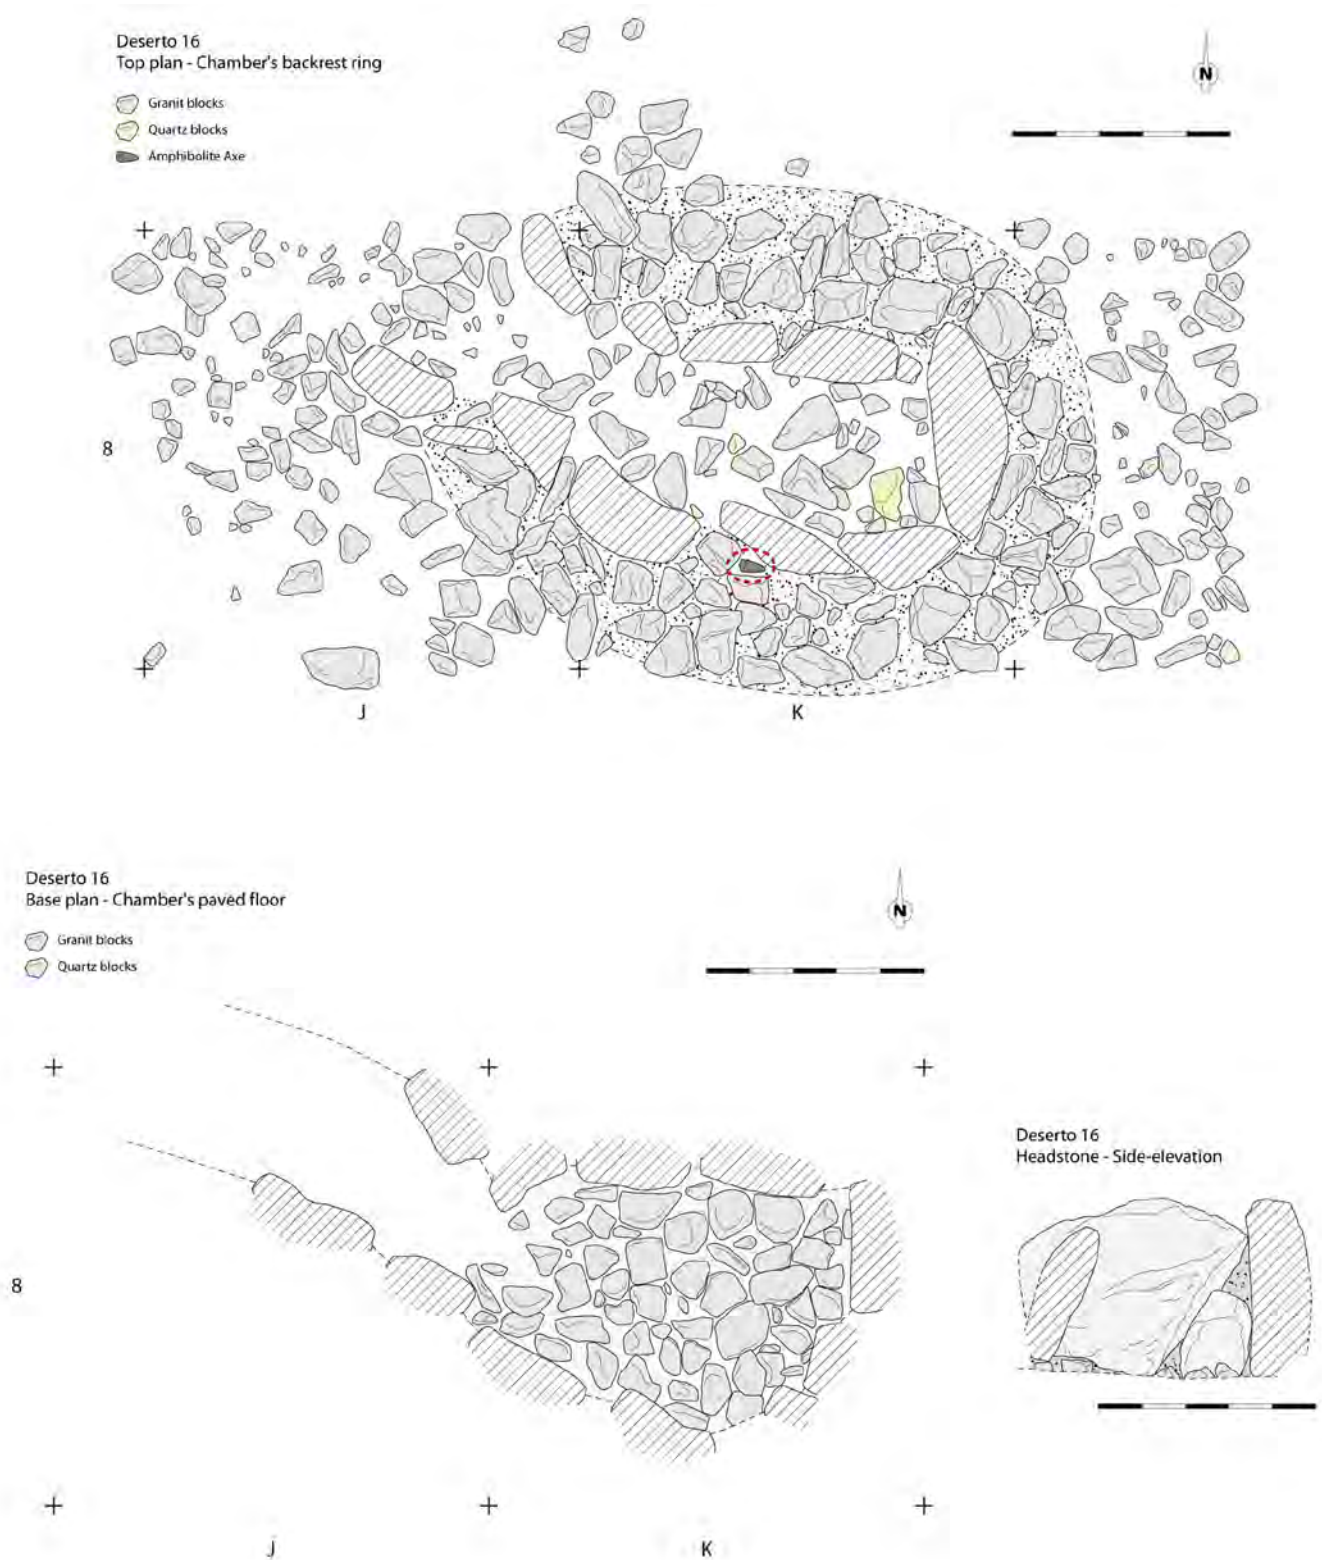 Deserto 16
Top plan - Chamber's backrest ring
N
Granit blocks
Quartz blocks
Amphibolite Axe
8
J
K
Deserto 16
Base plan - Chamber's paved floor
N
Granit blocks
Quartz blocks
Deserto 16
Headstone - Side-elevation
8
J
K